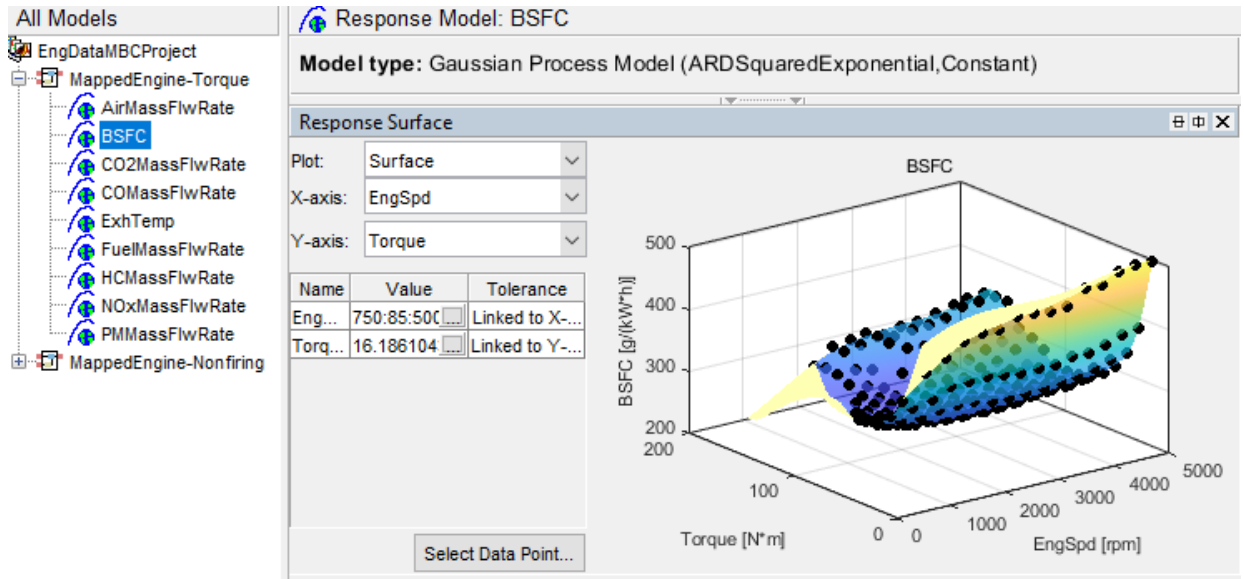 All Models
EngDataMBCProject
MappedEngine-Torque
AirMassFlwRate
BSFC
CO2MassFlwRate
COMassFlwRate
ExhTemp
FuelMassFlwRate
HCMassFlwRate
NOxMassFlwRate
PMMassFlwRate
MappedEngine-Nonfiring
Response Model: BSFC
Model type: Gaussian Process Model (ARDSquaredExponential,Constant)
Response Surface
Plot: Surface
X-axis: EngSpd
Y-axis: Torque
Name Value Tolerance
Eng... 750:85:500 ... Linked to X-...
Torq... 16.186104 ... Linked to Y-...
Select Data Point...
BSFC
BSFC [g/(kW*h)]
500
400
300
200
200
100
0
Torque [N*m]
0
1000
2000
3000
4000
5000
EngSpd [rpm]